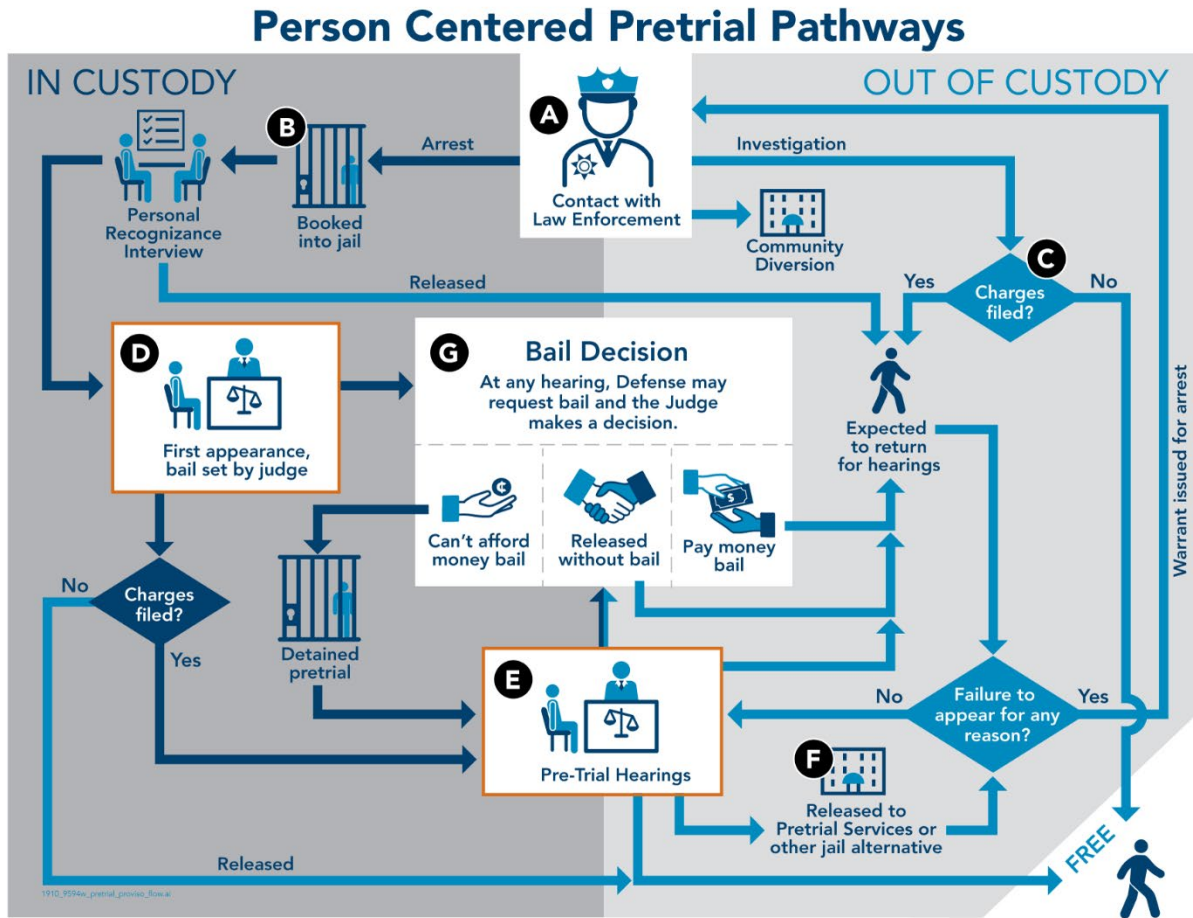 Person Centered Pretrial Pathways
IN CUSTODY
OUT OF CUSTODY
A
B
Arrest
Investigation
Contact with
Law Enforcement
Personal
Recognizance
Interview
Booked
into jail
Community
Diversion
C
Yes
Charges
filed?
No
Released
D
First appearance,
bail set by judge
G
Bail Decision
At any hearing, Defense may
request bail and the Judge
makes a decision.
Can't afford
money bail
Released
without bail
Pay money
bail
Expected
to return
for hearings
Warrant issued for arrest
No
Charges
filed?
Yes
Detained
pretrial
E
Pre-Trial Hearings
No
Failure to
appear for any
reason?
Yes
F
Released to
Pretrial Services or
other jail alternative
Released
FREE
1910_9594w_pretrial_proviso_flow.ai